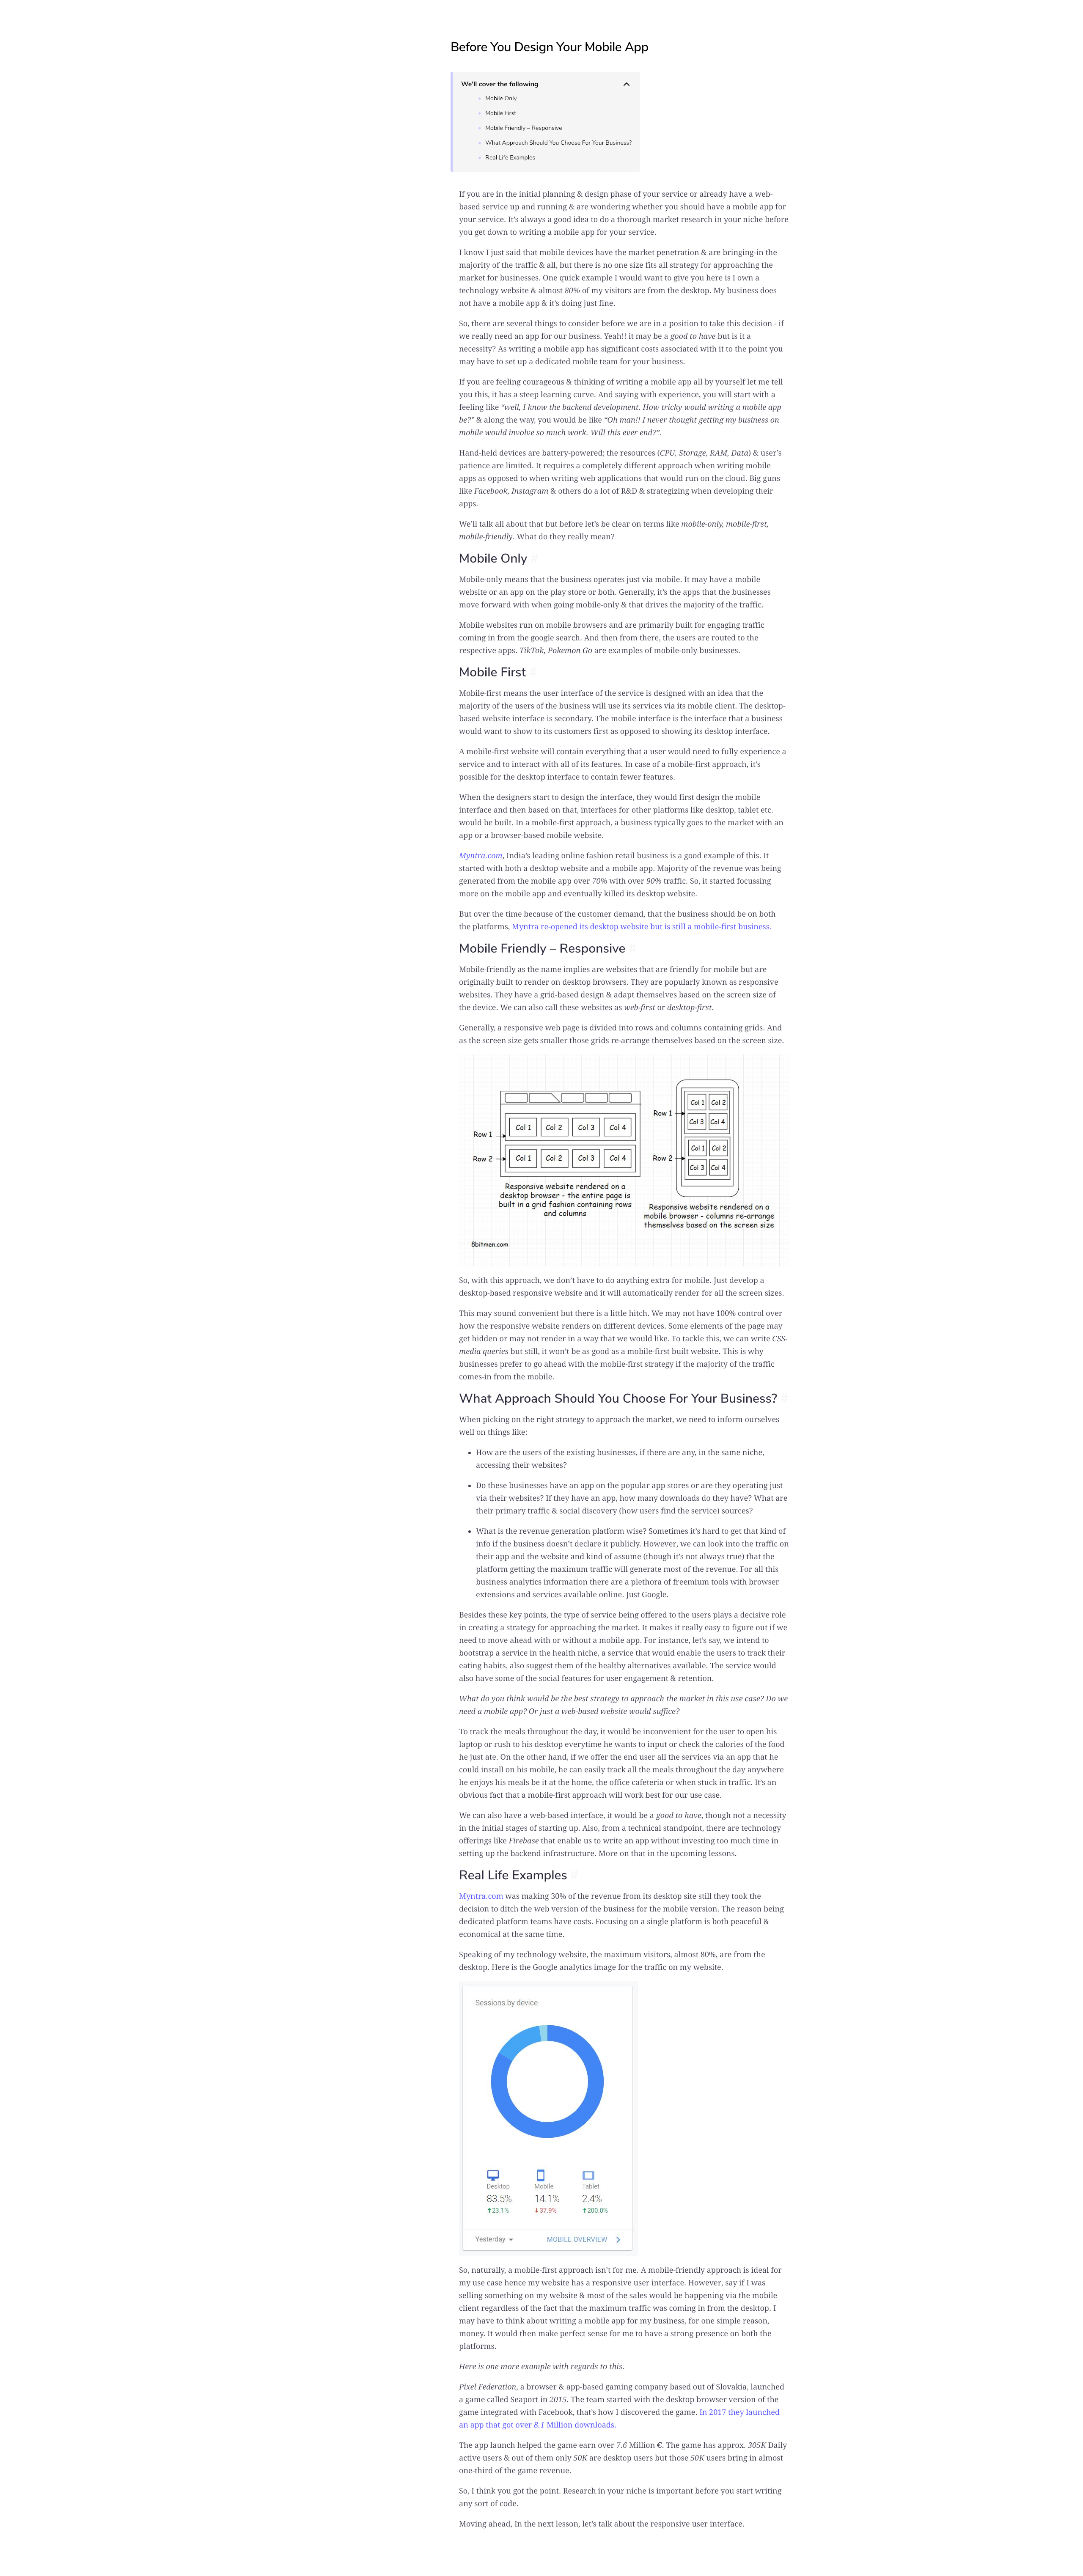 Before You Design Your Mobile App
We'll cover the following
Mobile Only
Mobile First
Mobile Friendly – Responsive
What Approach Should You Choose For Your Business?
Real Life Examples
If you are in the initial planning & design phase of your service or already have a web-
based service up and running & are wondering whether you should have a mobile app for
your service. It's always a good idea to do a thorough market research in your niche before
you get down to writing a mobile app for your service.
I know I just said that mobile devices have the market penetration & are bringing-in the
majority of the traffic & all, but there is no one size fits all strategy for approaching the
market for businesses. One quick example I would want to give you here is I own a
technology website & almost 80% of my visitors are from the desktop. My business does
not have a mobile app & it's doing just fine.
So, there are several things to consider before we are in a position to take this decision - if
we really need an app for our business. Yeah!! it may be a good to have but is it a
necessity? As writing a mobile app has significant costs associated with it to the point you
may have to set up a dedicated mobile team for your business.
If you are feeling courageous & thinking of writing a mobile app all by yourself let me tell
you this, it has a steep learning curve. And saying with experience, you will start with a
feeling like “well, I know the backend development. How tricky would writing a mobile app
be?” & along the way, you would be like “Oh man!! I never thought getting my business on
mobile would involve so much work. Will this ever end?”.
Hand-held devices are battery-powered; the resources (CPU, Storage, RAM, Data) & user's
patience are limited. It requires a completely different approach when writing mobile
apps as opposed to when writing web applications that would run on the cloud. Big guns
like Facebook, Instagram & others do a lot of R&D & strategizing when developing their
apps.
We'll talk all about that but before let's be clear on terms like mobile-only, mobile-first,
mobile-friendly. What do they really mean?
Mobile Only #
Mobile-only means that the business operates just via mobile. It may have a mobile
website or an app on the play store or both. Generally, it's the apps that the businesses
move forward with when going mobile-only & that drives the majority of the traffic.
Mobile websites run on mobile browsers and are primarily built for engaging traffic
coming in from the google search. And then from there, the users are routed to the
respective apps. TikTok, Pokemon Go are examples of mobile-only businesses.
Mobile First #
Mobile-first means the user interface of the service is designed with an idea that the
majority of the users of the business will use its services via its mobile client. The desktop-
based website interface is secondary. The mobile interface is the interface that a business
would want to show to its customers first as opposed to showing its desktop interface.
A mobile-first website will contain everything that a user would need to fully experience a
service and to interact with all of its features. In case of a mobile-first approach, it's
possible for the desktop interface to contain fewer features.
When the designers start to design the interface, they would first design the mobile
interface and then based on that, interfaces for other platforms like desktop, tablet etc.
would be built. In a mobile-first approach, a business typically goes to the market with an
app or a browser-based mobile website.
Myntra.com, India's leading online fashion retail business is a good example of this. It
started with both a desktop website and a mobile app. Majority of the revenue was being
generated from the mobile app over 70% with over 90% traffic. So, it started focussing
more on the mobile app and eventually killed its desktop website.
But over the time because of the customer demand, that the business should be on both
the platforms, Myntra re-opened its desktop website but is still a mobile-first business.
Mobile Friendly – Responsive #
Mobile-friendly as the name implies are websites that are friendly for mobile but are
originally built to render on desktop browsers. They are popularly known as responsive
websites. They have a grid-based design & adapt themselves based on the screen size of
the device. We can also call these websites as web-first or desktop-first.
Generally, a responsive web page is divided into rows and columns containing grids. And
as the screen size gets smaller those grids re-arrange themselves based on the screen size.
Row 1 Col 1 Col 2 Col 3 Col 4
Row 2 Col 1 Col 2 Col 3 Col 4
Responsive website rendered on a
desktop browser - the entire page is
built in a grid fashion containing rows
and columns
Row 1
Col 1 Col 2
Col 3 Col 4
Row 2
Col 1 Col 2
Col 3 Col 4
Responsive website rendered on a
mobile browser - columns re-arrange
themselves based on the screen size
8bitmen.com
So, with this approach, we don't have to do anything extra for mobile. Just develop a
desktop-based responsive website and it will automatically render for all the screen sizes.
This may sound convenient but there is a little hitch. We may not have 100% control over
how the responsive website renders on different devices. Some elements of the page may
get hidden or may not render in a way that we would like. To tackle this, we can write CSS-
media queries but still, it won't be as good as a mobile-first built website. This is why
businesses prefer to go ahead with the mobile-first strategy if the majority of the traffic
comes-in from the mobile.
What Approach Should You Choose For Your Business? #
When picking on the right strategy to approach the market, we need to inform ourselves
well on things like:
• How are the users of the existing businesses, if there are any, in the same niche,
accessing their websites?
• Do these businesses have an app on the popular app stores or are they operating just
via their websites? If they have an app, how many downloads do they have? What are
their primary traffic & social discovery (how users find the service) sources?
• What is the revenue generation platform wise? Sometimes it's hard to get that kind of
info if the business doesn't declare it publicly. However, we can look into the traffic on
their app and the website and kind of assume (though it's not always true) that the
platform getting the maximum traffic will generate most of the revenue. For all this
business analytics information there are a plethora of freemium tools with browser
extensions and services available online. Just Google.
Besides these key points, the type of service being offered to the users plays a decisive role
in creating a strategy for approaching the market. It makes it really easy to figure out if we
need to move ahead with or without a mobile app. For instance, let's say, we intend to
bootstrap a service in the health niche, a service that would enable the users to track their
eating habits, also suggest them of the healthy alternatives available. The service would
also have some of the social features for user engagement & retention.
What do you think would be the best strategy to approach the market in this use case? Do we
need a mobile app? Or just a web-based website would suffice?
To track the meals throughout the day, it would be inconvenient for the user to open his
laptop or rush to his desktop everytime he wants to input or check the calories of the food
he just ate. On the other hand, if we offer the end user all the services via an app that he
could install on his mobile, he can easily track all the meals throughout the day anywhere
he enjoys his meals be it at the home, the office cafeteria or when stuck in traffic. It's an
obvious fact that a mobile-first approach will work best for our use case.
We can also have a web-based interface, it would be a good to have, though not a necessity
in the initial stages of starting up. Also, from a technical standpoint, there are technology
offerings like Firebase that enable us to write an app without investing too much time in
setting up the backend infrastructure. More on that in the upcoming lessons.
Real Life Examples #
Myntra.com was making 30% of the revenue from its desktop site still they took the
decision to ditch the web version of the business for the mobile version. The reason being
dedicated platform teams have costs. Focusing on a single platform is both peaceful &
economical at the same time.
Speaking of my technology website, the maximum visitors, almost 80%, are from the
desktop. Here is the Google analytics image for the traffic on my website.
Sessions by device
Desktop Mobile Tablet
83.5% 14.1% 2.4%
↑23.1% ↓37.9% ↑200.0%
Yesterday MOBILE OVERVIEW
So, naturally, a mobile-first approach isn't for me. A mobile-friendly approach is ideal for
my use case hence my website has a responsive user interface. However, say if I was
selling something on my website & most of the sales would be happening via the mobile
client regardless of the fact that the maximum traffic was coming in from the desktop. I
may have to think about writing a mobile app for my business, for one simple reason,
money. It would then make perfect sense for me to have a strong presence on both the
platforms.
Here is one more example with regards to this.
Pixel Federation, a browser & app-based gaming company based out of Slovakia, launched
a game called Seaport in 2015. The team started with the desktop browser version of the
game integrated with Facebook, that's how I discovered the game. In 2017 they launched
an app that got over 8.1 Million downloads.
The app launch helped the game earn over 7.6 Million €. The game has approx. 305K Daily
active users & out of them only 50K are desktop users but those 50K users bring in almost
one-third of the game revenue.
So, I think you got the point. Research in your niche is important before you start writing
any sort of code.
Moving ahead, In the next lesson, let's talk about the responsive user interface.